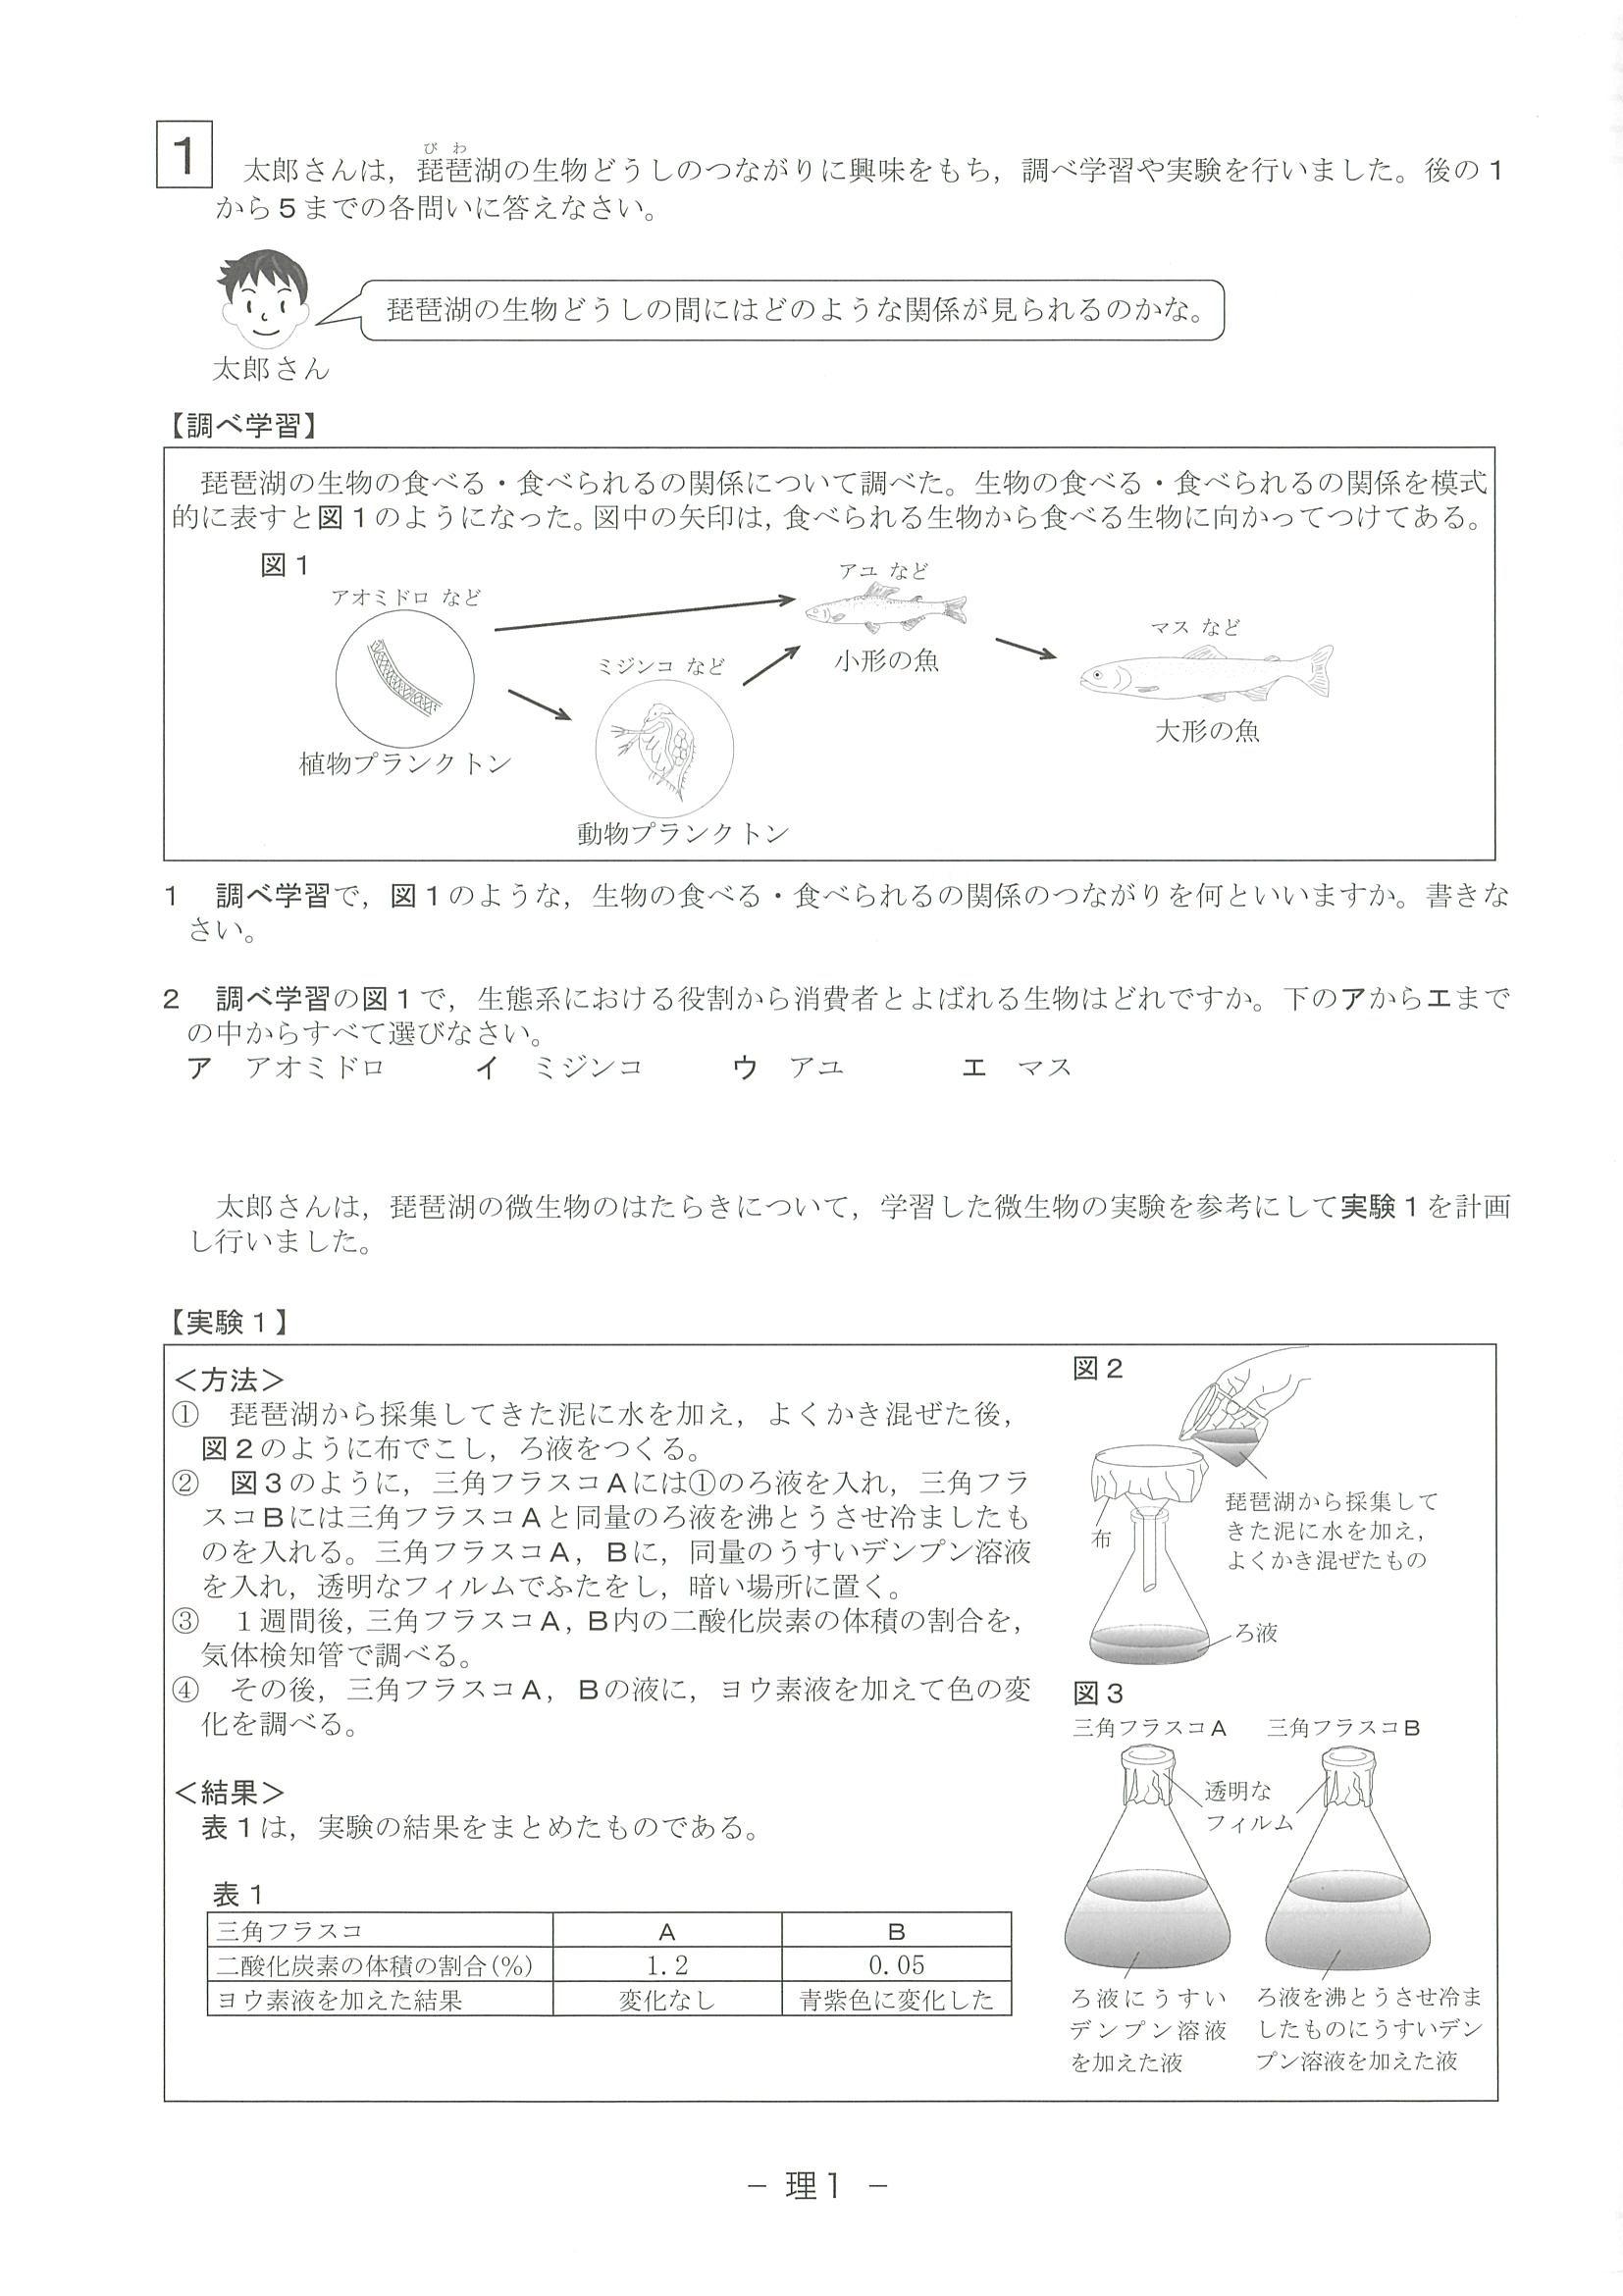 1
びわ
太郎さんは，琵琶湖の生物どうしのつながりに興味をもち，調べ学習や実験を行いました。後の1
から5までの各問いに答えなさい。
琵琶湖の生物どうしの間にはどのような関係が見られるのかな。
太郎さん
【調べ学習】
琵琶湖の生物の食べる・食べられるの関係について調べた。生物の食べる・食べられるの関係を模式
的に表すと図1のようになった。図中の矢印は，食べられる生物から食べる生物に向かってつけてある。
図1
アオミドロ など
植物プランクトン
ミジンコ など
動物プランクトン
アユ など
小形の魚
マス など
大形の魚
1　調べ学習で，図1のような，生物の食べる・食べられるの関係のつながりを何といいますか。書きな
さい。
2　調べ学習の図1で，生態系における役割から消費者とよばれる生物はどれですか。下のアからエまで
の中からすべて選びなさい。
ア　アオミドロ　イ　ミジンコ　ウ　アユ　エ　マス
太郎さんは，琵琶湖の微生物のはたらきについて，学習した微生物の実験を参考にして実験1を計画
し行いました。
【実験1】
＜方法＞
①　琵琶湖から採集してきた泥に水を加え，よくかき混ぜた後，
図2のように布でこし，ろ液をつくる。
②　図3のように，三角フラスコAには①のろ液を入れ，三角フラ
スコBには三角フラスコAと同量のろ液を沸とうさせ冷ましたも
のを入れる。三角フラスコA，Bに，同量のうすいデンプン溶液
を入れ，透明なフィルムでふたをし，暗い場所に置く。
③　1週間後，三角フラスコA，B内の二酸化炭素の体積の割合を，
気体検知管で調べる。
④　その後，三角フラスコA，Bの液に，ヨウ素液を加えて色の変
化を調べる。
＜結果＞
表1は，実験の結果をまとめたものである。
表1
三角フラスコ　A　B
二酸化炭素の体積の割合(%)　1.2　0.05
ヨウ素液を加えた結果　変化なし　青紫色に変化した
図2
布
琵琶湖から採集して
きた泥に水を加え，
よくかき混ぜたもの
ろ液
図3
三角フラスコA　三角フラスコB
透明な
フィルム
ろ液にうすい
デンプン溶液
を加えた液
ろ液を沸とうさせ冷ま
したものにうすいデン
プン溶液を加えた液
－ 理1 －